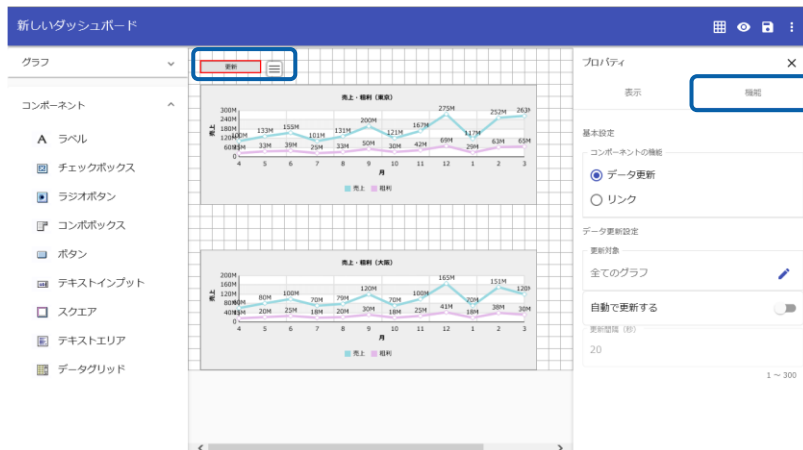 新しいダッシュボード
グラフ
コンポーネント
ラベル
チェックボックス
ラジオボタン
コンボボックス
ボタン
テキストインプット
スクエア
テキストエリア
データグリッド
更新
売上・粗利 (東京)
300M
240M
180M
120M
60M
0
売上
100M 133M 155M 101M 131M 200M 121M 167M 275M 117M 252M 263M
33M 39M 25M 33M 50M 30M 42M 69M 29M 63M 65M
4 5 6 7 8 9 10 11 12 1 2 3
月
売上 粗利
売上・粗利 (大阪)
200M
160M
120M
80M
40M
0
売上
80M 100M 70M 79M 120M 70M 100M 165M 70M 151M 120M
20M 25M 18M 20M 30M 18M 25M 41M 18M 38M 30M
4 5 6 7 8 9 10 11 12 1 2 3
月
売上 粗利
プロパティ
表示 機能
基本設定
コンポーネントの機能
データ更新
リンク
データ更新設定
更新対象
全てのグラフ
自動で更新する
更新間隔 (秒)
20
1 ～ 300